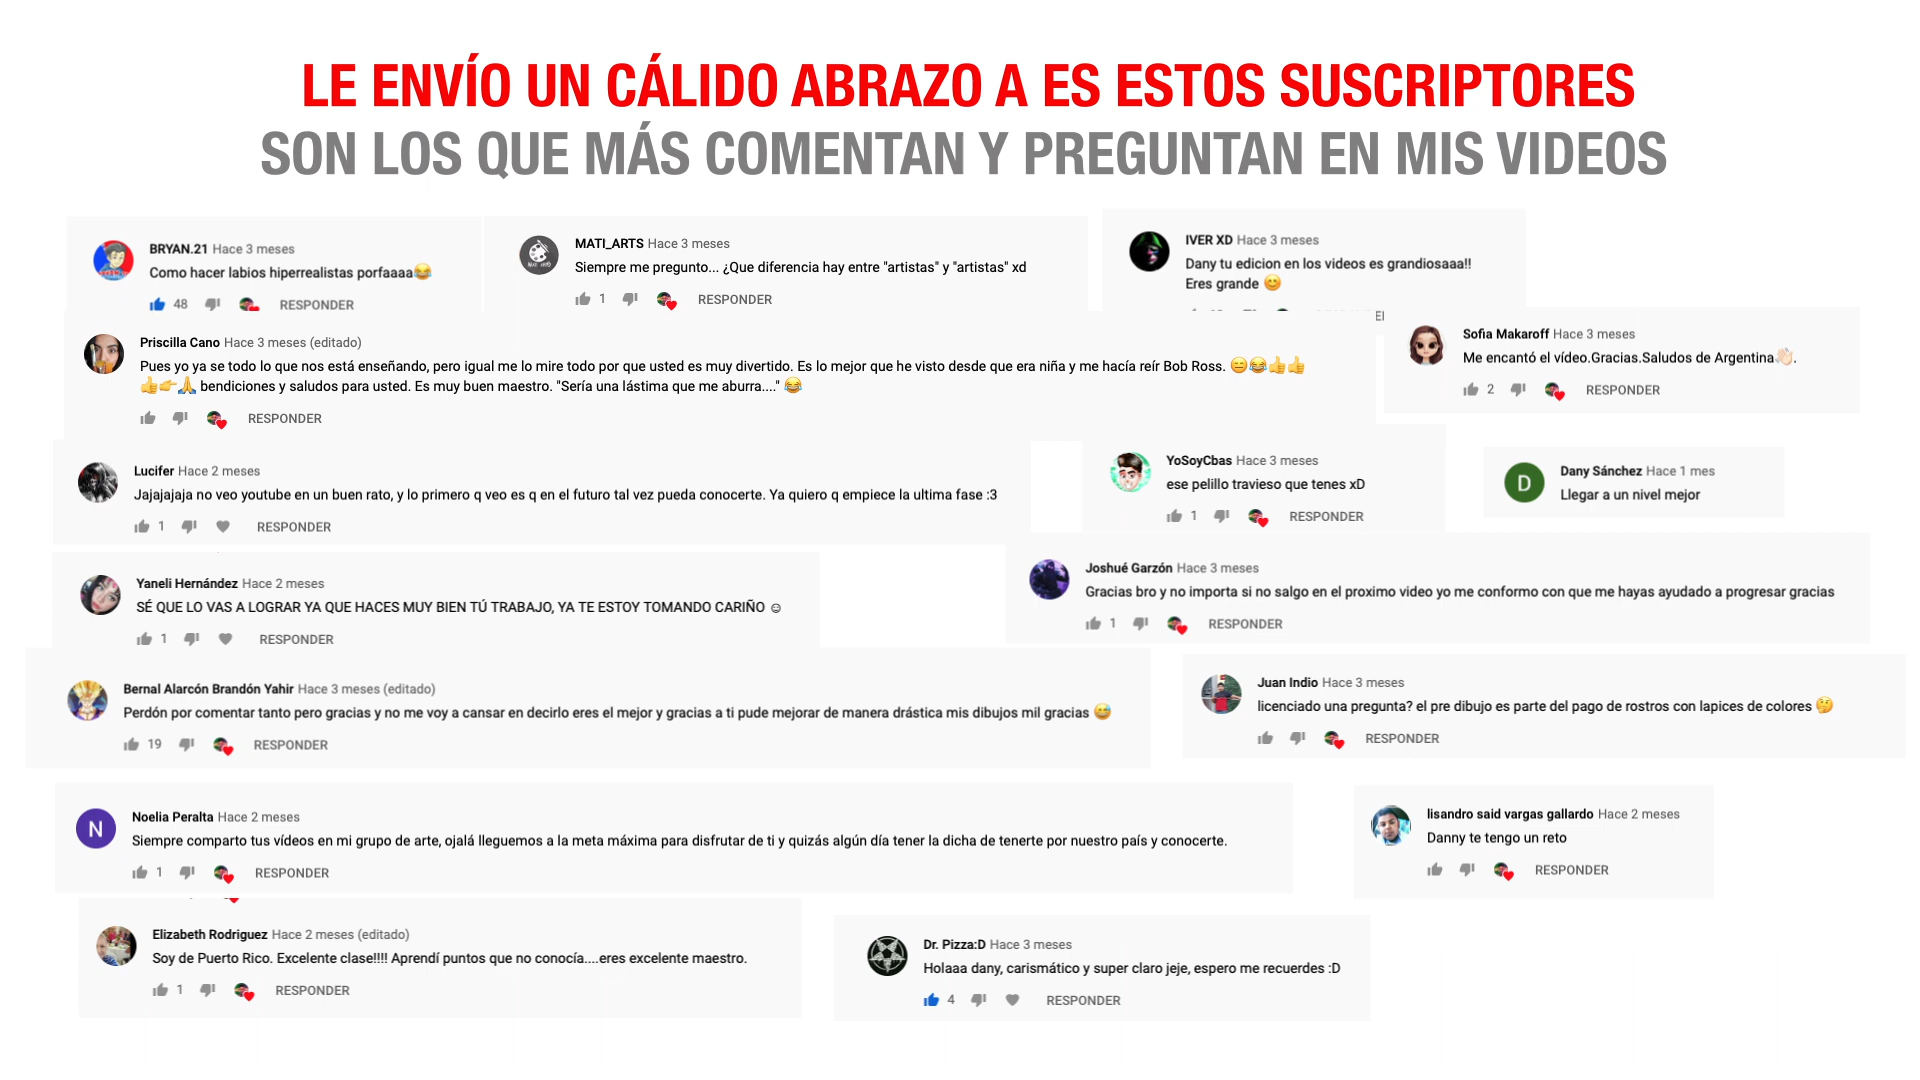 LE ENVÍO UN CÁLIDO ABRAZO A ES ESTOS SUSCRIPTORES
SON LOS QUE MÁS COMENTAN Y PREGUNTAN EN MIS VIDEOS
BRYAN.21 Hace 3 meses
Como hacer labios hiperrealistas porfaaaa😂
48 RESPONDER
MATI_ARTS Hace 3 meses
Siempre me pregunto... ¿Que diferencia hay entre "artistas" y "artistas" xd
1 RESPONDER
IVER XD Hace 3 meses
Dany tu edicion en los videos es grandiosaaa!!
Eres grande 😊
Priscilla Cano Hace 3 meses (editado)
Pues yo ya se todo lo que nos está enseñando, pero igual me lo mire todo por que usted es muy divertido. Es lo mejor que he visto desde que era niña y me hacía reír Bob Ross. 😑😂👍👍
👍👉🙏 bendiciones y saludos para usted. Es muy buen maestro. "Sería una lástima que me aburra...." 😂
RESPONDER
Sofia Makaroff Hace 3 meses
Me encantó el vídeo.Gracias.Saludos de Argentina👋🏻.
2 RESPONDER
Lucifer Hace 2 meses
Jajajajaja no veo youtube en un buen rato, y lo primero q veo es q en el futuro tal vez pueda conocerte. Ya quiero q empiece la ultima fase :3
1 RESPONDER
YoSoyCbas Hace 3 meses
ese pelillo travieso que tenes xD
1 RESPONDER
D
Dany Sánchez Hace 1 mes
Llegar a un nivel mejor
Yaneli Hernández Hace 2 meses
SÉ QUE LO VAS A LOGRAR YA QUE HACES MUY BIEN TÚ TRABAJO, YA TE ESTOY TOMANDO CARIÑO ☺
1 RESPONDER
Joshué Garzón Hace 3 meses
Gracias bro y no importa si no salgo en el proximo video yo me conformo con que me hayas ayudado a progresar gracias
1 RESPONDER
Bernal Alarcón Brandón Yahir Hace 3 meses (editado)
Perdón por comentar tanto pero gracias y no me voy a cansar en decirlo eres el mejor y gracias a ti pude mejorar de manera drástica mis dibujos mil gracias 😅
19 RESPONDER
Juan Indio Hace 3 meses
licenciado una pregunta? el pre dibujo es parte del pago de rostros con lapices de colores 🤔
RESPONDER
N
Noelia Peralta Hace 2 meses
Siempre comparto tus vídeos en mi grupo de arte, ojalá lleguemos a la meta máxima para disfrutar de ti y quizás algún día tener la dicha de tenerte por nuestro país y conocerte.
1 RESPONDER
lisandro said vargas gallardo Hace 2 meses
Danny te tengo un reto
RESPONDER
Elizabeth Rodriguez Hace 2 meses (editado)
Soy de Puerto Rico. Excelente clase!!!! Aprendí puntos que no conocía....eres excelente maestro.
1 RESPONDER
Dr. Pizza:D Hace 3 meses
Holaaa dany, carismático y super claro jeje, espero me recuerdes :D
4 RESPONDER